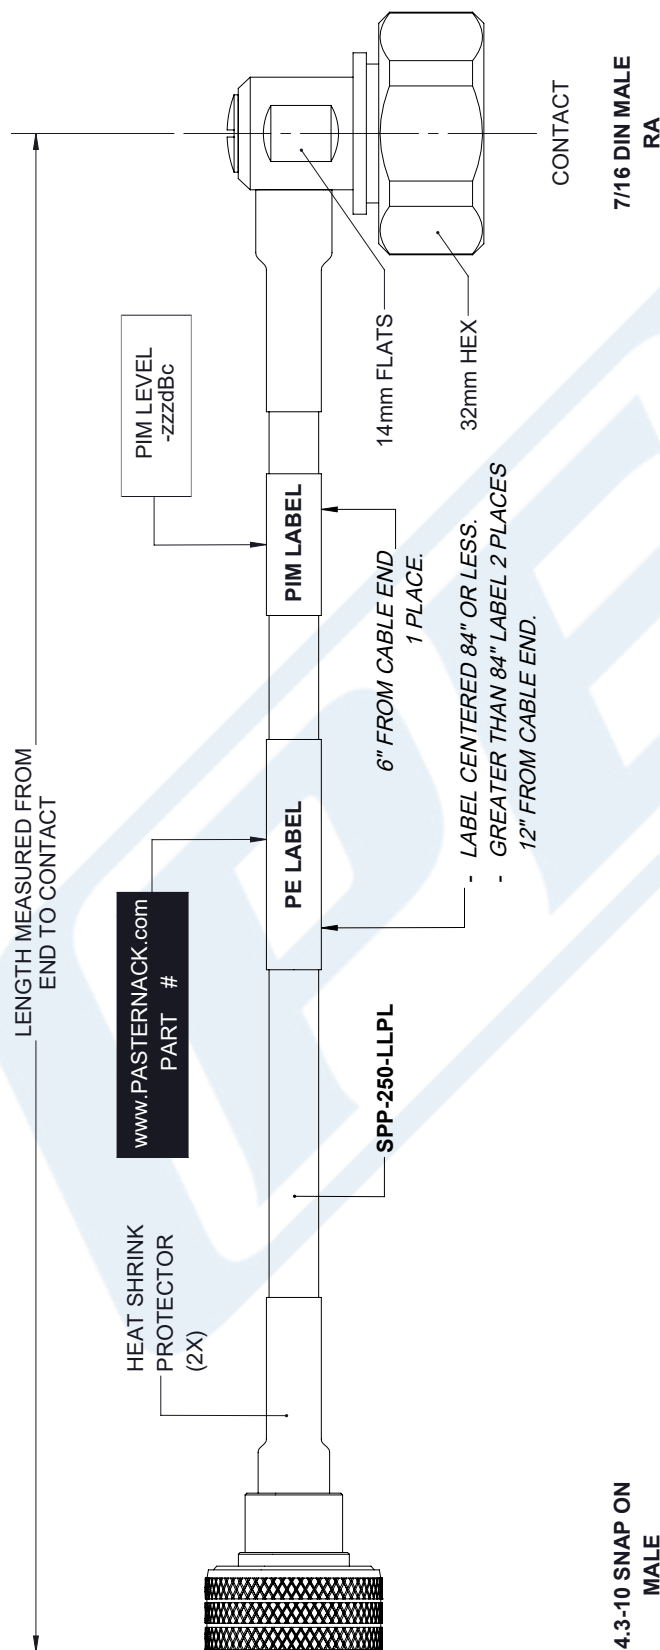 LENGTH MEASURED FROM
END TO CONTACT
www.PASTERNACK.com
PART #
PIM LEVEL
-zzzdBc
HEAT SHRINK
PROTECTOR
(2X)
PE LABEL
PIM LABEL
SPP-250-LLPL
6" FROM CABLE END
1 PLACE.
14mm FLATS
32mm HEX
- LABEL CENTERED 84" OR LESS.
- GREATER THAN 84" LABEL 2 PLACES
12" FROM CABLE END.
CONTACT
4.3-10 SNAP ON
MALE
7/16 DIN MALE
RA